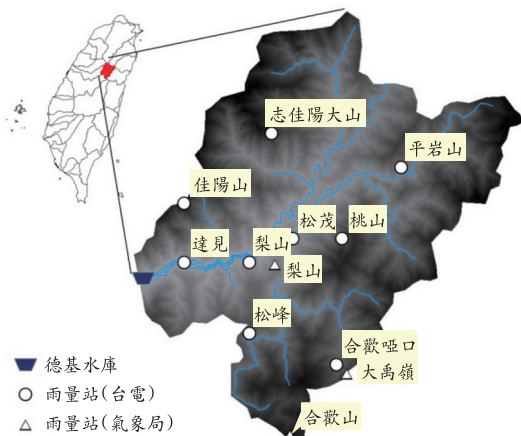 志佳陽大山
平岩山
佳陽山
松茂
桃山
達見
梨山
梨山
松峰
合歡啞口
大禹嶺
合歡山
德基水庫
雨量站(台電)
雨量站(氣象局)